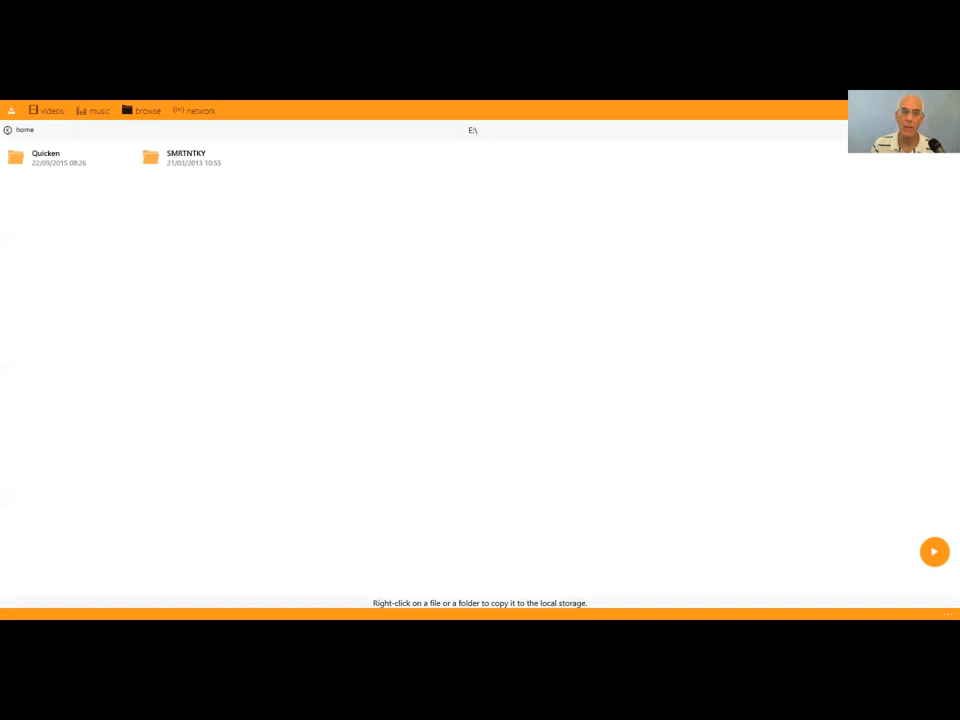 videos music browse network
home
E:\
Quicken
22/09/2015 08:26
SMRTNTKY
21/03/2013 10:55
Right-click on a file or a folder to copy it to the local storage.
...